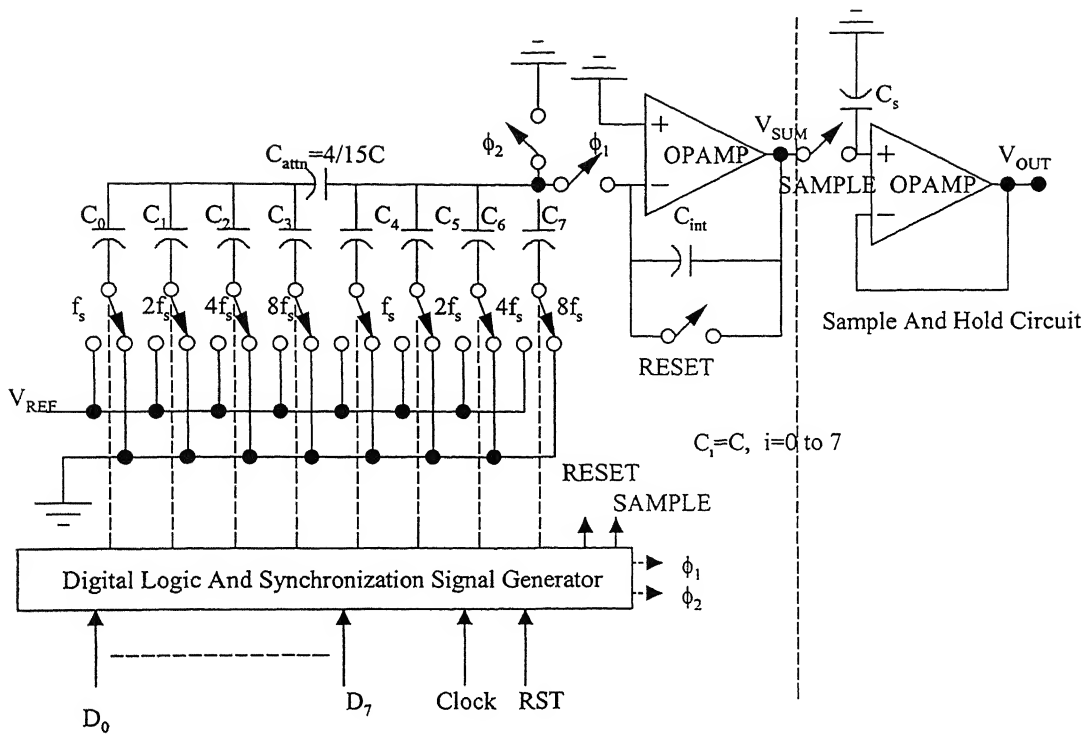 C_attn=4/15C
ϕ₂
ϕ₁
+
−
OPAMP
V_SUM
SAMPLE
C_s
+
−
OPAMP
V_OUT
C₀ C₁ C₂ C₃ C₄ C₅ C₆ C₇
C_int
f_s 2f_s 4f_s 8f_s f_s 2f_s 4f_s 8f_s
RESET
Sample And Hold Circuit
V_REF
C_i=C, i=0 to 7
RESET
SAMPLE
Digital Logic And Synchronization Signal Generator
ϕ₁
ϕ₂
D₀
D₇
Clock
RST